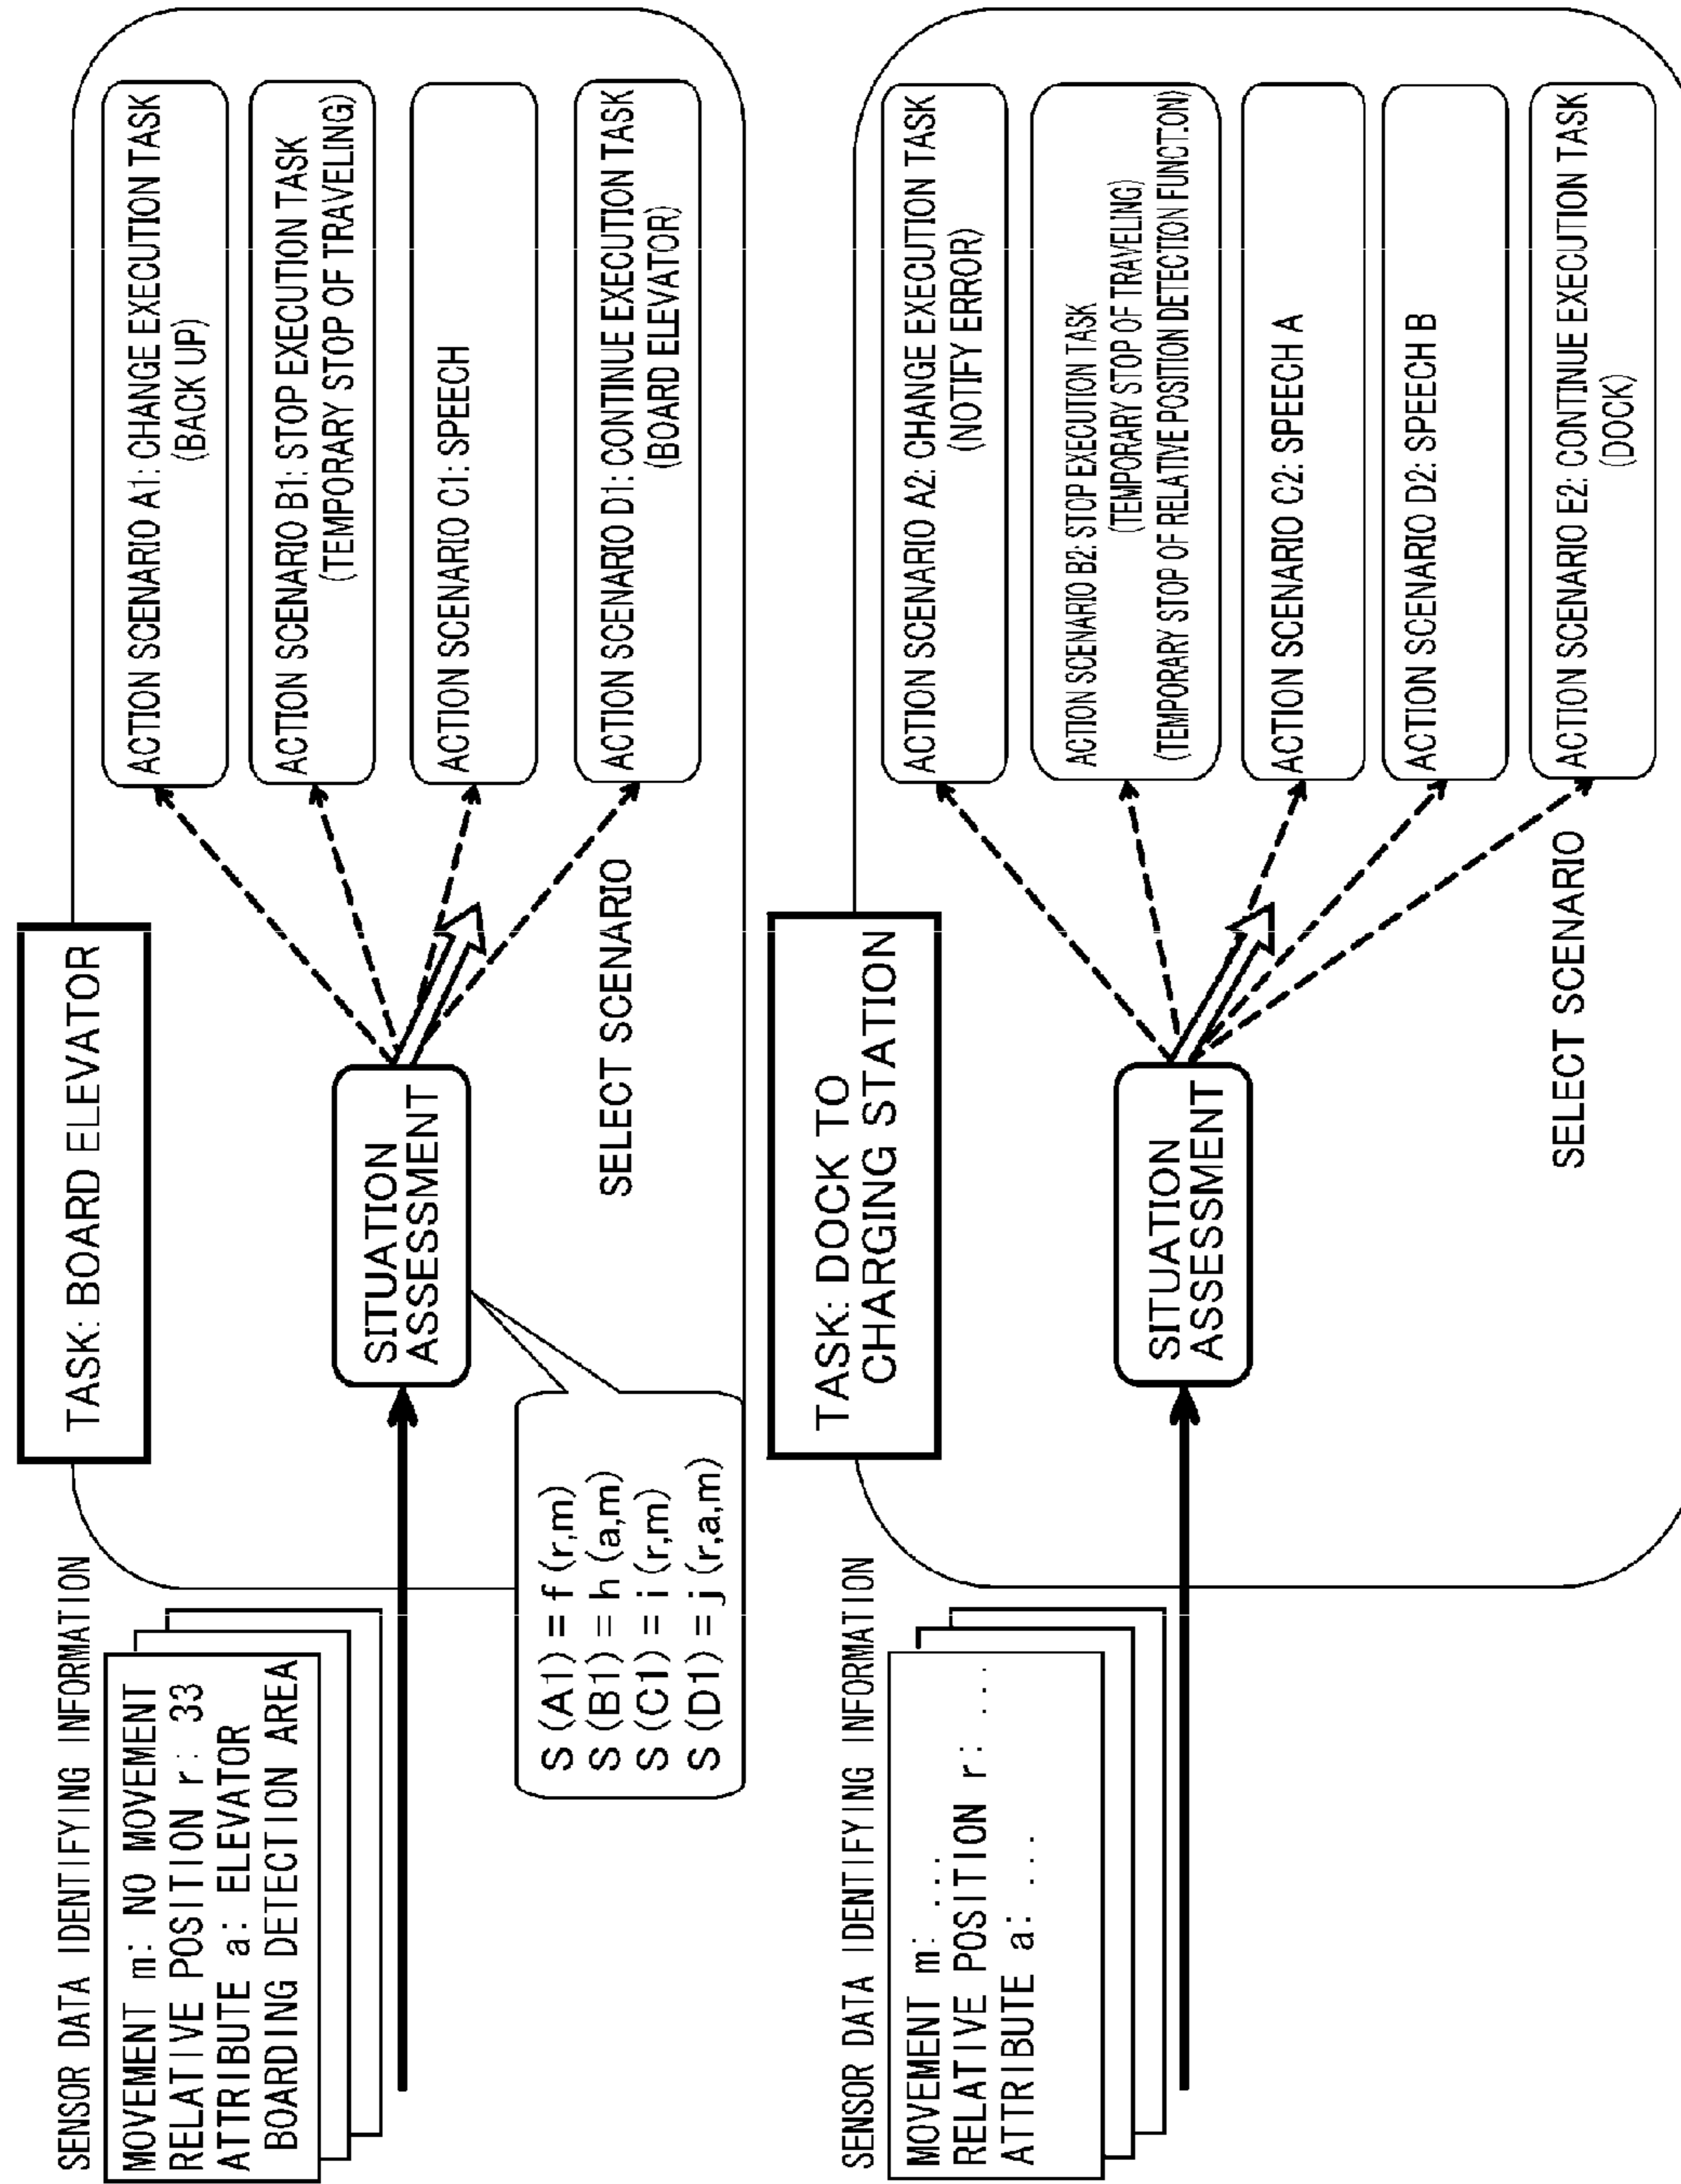 SENSOR DATA IDENTIFYING INFORMATION
MOVEMENT m: NO MOVEMENT
RELATIVE POSITION r: 33
ATTRIBUTE a: ELEVATOR
BOARDING DETECTION AREA
TASK: BOARD ELEVATOR
SITUATION
ASSESSMENT
S (A1) = f (r,m)
S (B1) = h (a,m)
S (C1) = i (r,m)
S (D1) = j (r,a,m)
SELECT SCENARIO
ACTION SCENARIO A1: CHANGE EXECUTION TASK
(BACK UP)
ACTION SCENARIO B1: STOP EXECUTION TASK
(TEMPORARY STOP OF TRAVELING)
ACTION SCENARIO C1: SPEECH
ACTION SCENARIO D1: CONTINUE EXECUTION TASK
(BOARD ELEVATOR)
SENSOR DATA IDENTIFYING INFORMATION
MOVEMENT m: ...
RELATIVE POSITION r: ...
ATTRIBUTE a: ...
TASK: DOCK TO
CHARGING STATION
SITUATION
ASSESSMENT
SELECT SCENARIO
ACTION SCENARIO A2: CHANGE EXECUTION TASK
(NOTIFY ERROR)
ACTION SCENARIO B2: STOP EXECUTION TASK
(TEMPORARY STOP OF TRAVELING)
(TEMPORARY STOP OF RELATIVE POSITION DETECTION FUNCTION)
ACTION SCENARIO C2: SPEECH A
ACTION SCENARIO D2: SPEECH B
ACTION SCENARIO E2: CONTINUE EXECUTION TASK
(DOCK)